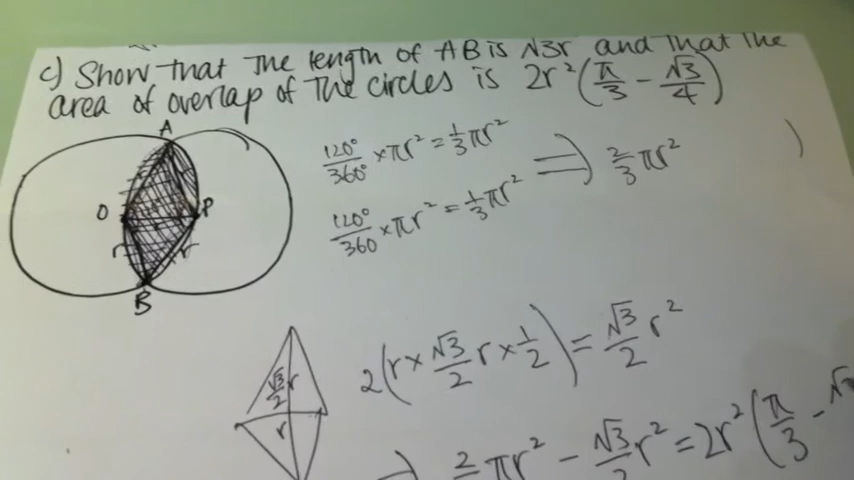 c) Show that the length of AB is √3r and that the
area of overlap of the circles is 2r²(π/3 - √3/4)
A
120°/360° × πr² = 1/3πr² ⟹ 2/3πr²
)
O P
120°/360 × πr² = 1/3πr²
r r
B
2(r × √3/2 r × 1/2) = √3/2 r²
√3/2 r
r
⟹ 2/3πr² - √3/2r² = 2r²(π/3 - √3